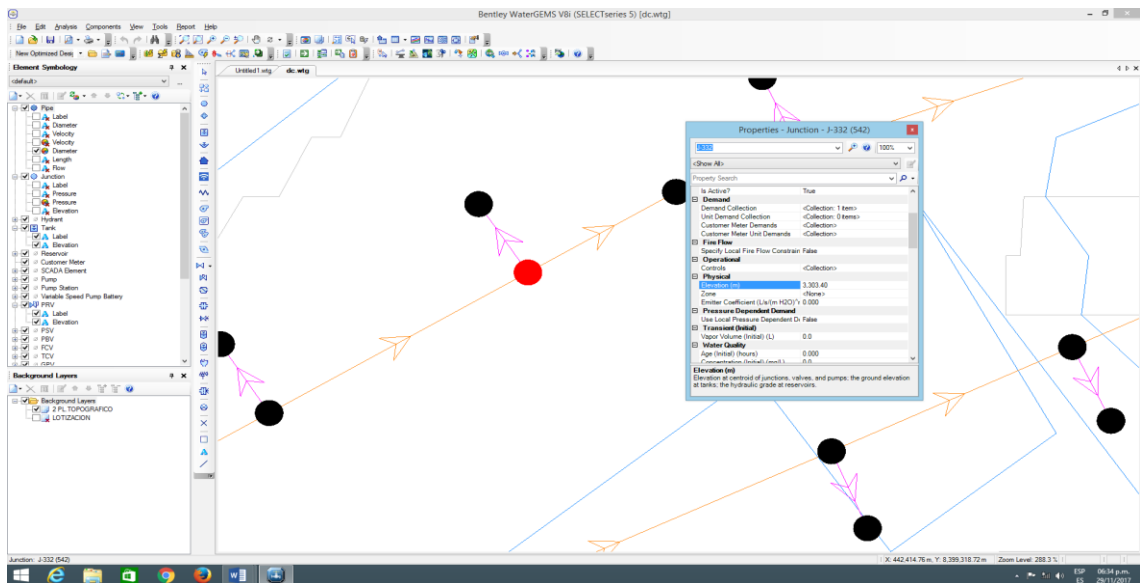 Bentley WaterGEMS V8i (SELECTseries 5) [dc.wtg]
File Edit Analysis Components View Tools Report Help
New Optimized Desig
Element Symbology
<default>
Pipe
Label
Diameter
Velocity
Velocity
Diameter
Length
Flow
Junction
Label
Pressure
Pressure
Elevation
Hydrant
Tank
Label
Elevation
Reservoir
Customer Meter
SCADA Element
Pump
Pump Station
Variable Speed Pump Battery
PRV
Label
Elevation
PSV
PBV
FCV
TCV
GPV
Background Layers
Background Layers
2 PL TOPOGRAFICO
LOTIZACION
Untitled1.wtg dc.wtg
Properties - Junction - J-332 (542)
J-332 100%
<Show All>
Property Search
Is Active? True
Demand
Demand Collection <Collection: 1 item>
Unit Demand Collection <Collection: 0 items>
Customer Meter Demands <Collection>
Customer Meter Unit Demands <Collection>
Fire Flow
Specify Local Fire Flow Constrain False
Operational
Controls <Collection>
Physical
Elevation (m) 3,303.40
Zone <None>
Emitter Coefficient (L/s/(m H2O)^r 0.000
Pressure Dependent Demand
Use Local Pressure Dependent D False
Transient (Initial)
Vapor Volume (Initial) (L) 0.0
Water Quality
Age (Initial) (hours) 0.000
Concentration (Initial) (mg/L) 0.0
Elevation (m)
Elevation at centroid of junctions, valves, and pumps; the ground elevation
at tanks; the hydraulic grade at reservoirs.
Junction: J-332 (542)
X: 442,414.76 m, Y: 8,399,318.72 m Zoom Level: 288.3 %
ESP 06:34 p.m.
ES 29/11/2017